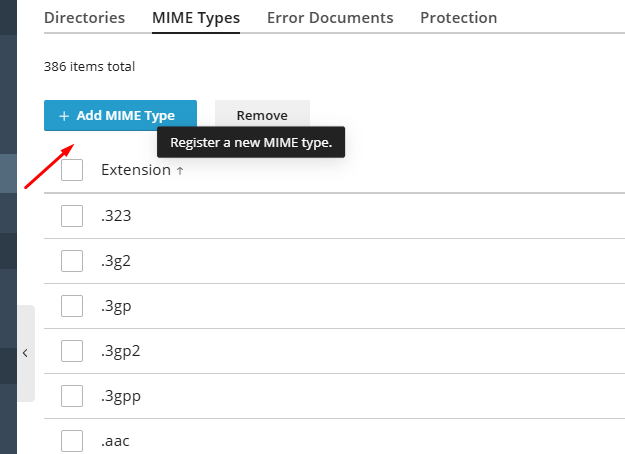 Directories MIME Types Error Documents Protection
386 items total
+ Add MIME Type Remove
Register a new MIME type.
Extension ↑
.323
.3g2
.3gp
.3gp2
.3gpp
.aac